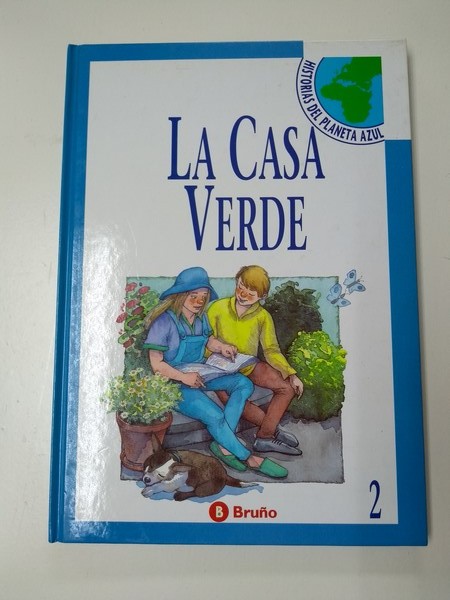 HISTORIAS DEL PLANETA AZUL
LA CASA
VERDE
B Bruño
2